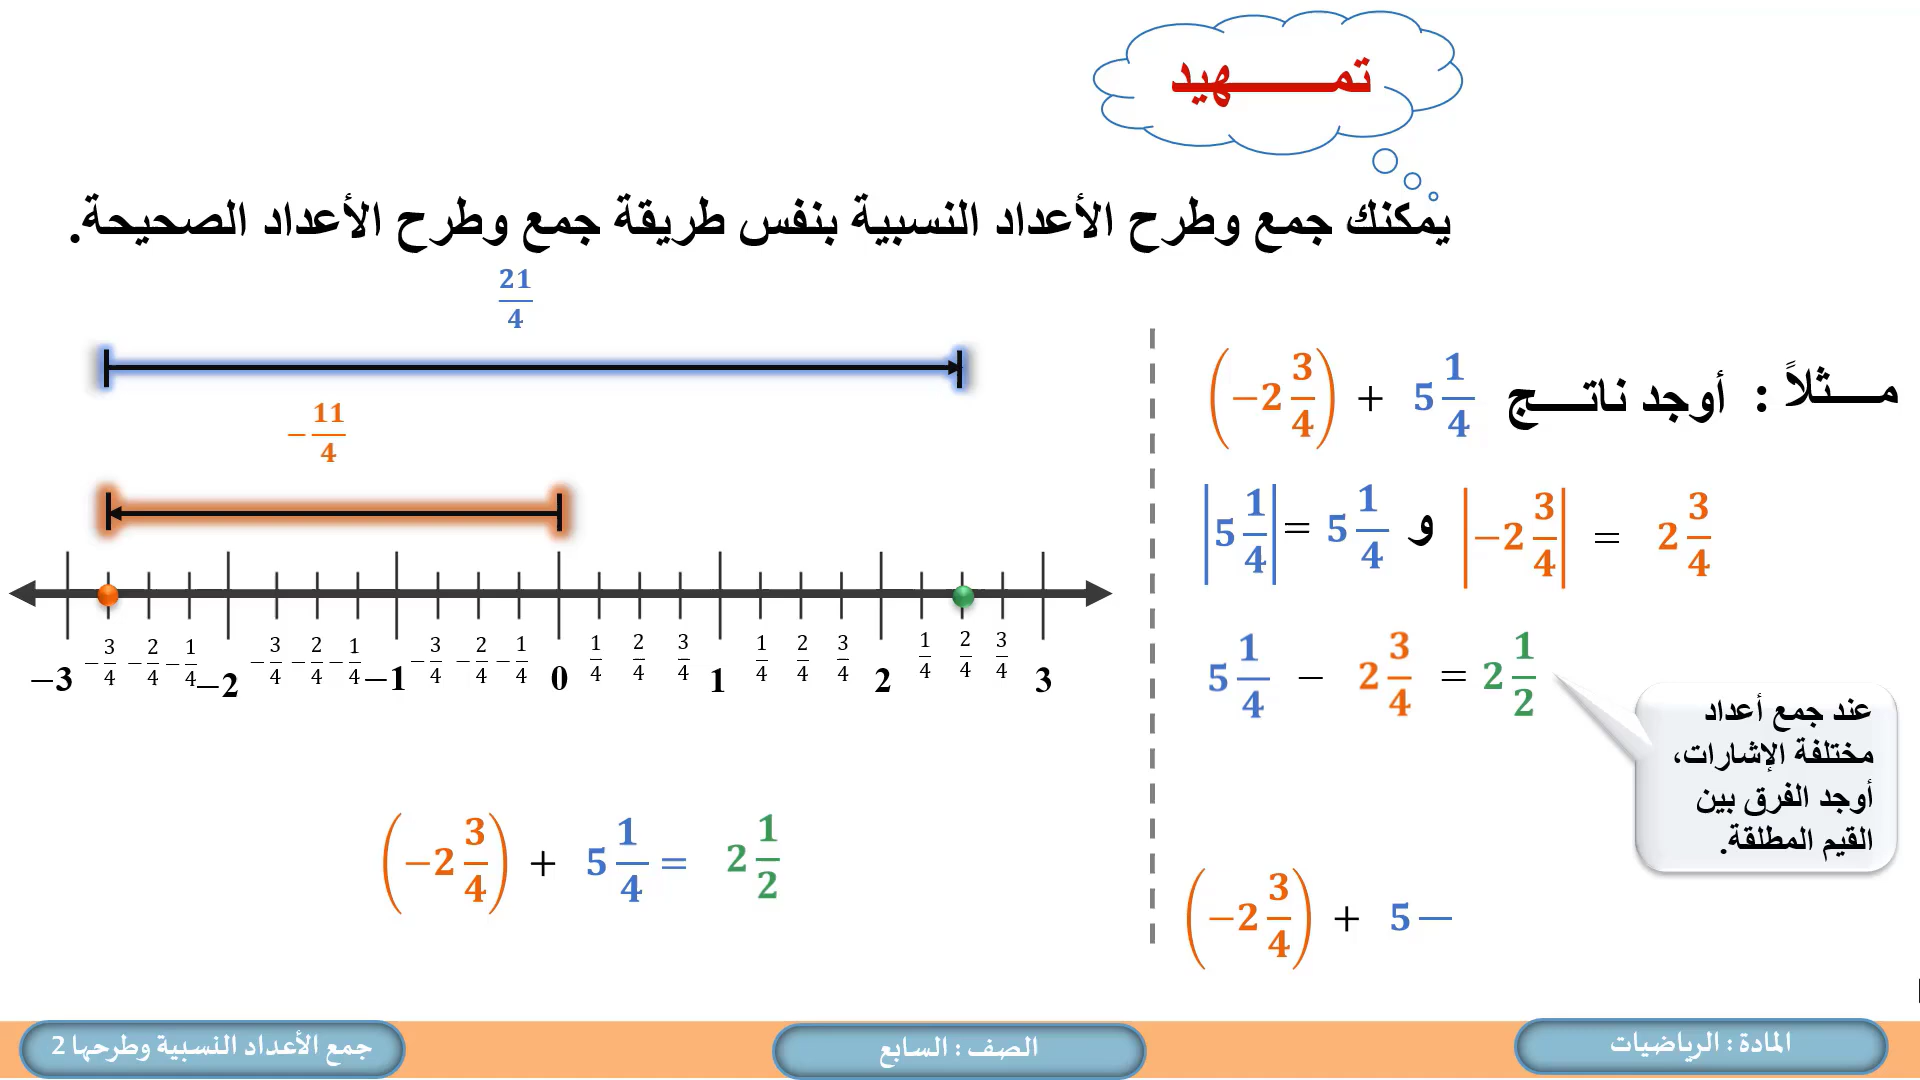 تمـــــــهيد
يمكنك جمع وطرح الأعداد النسبية بنفس طريقة جمع وطرح الأعداد الصحيحة.
مــــثلاً : أوجد ناتــــج (−2 3/4) + 5 1/4
|5 1/4| = 5 1/4 و |−2 3/4| = 2 3/4
5 1/4 − 2 3/4 = 2 1/2
عند جمع أعداد
مختلفة الإشارات،
أوجد الفرق بين
القيم المطلقة.
(−2 3/4) + 5
21/4
−11/4
−3 −3/4 −2/4 −1/4 −2 −3/4 −2/4 −1/4 −1 −3/4 −2/4 −1/4 0 1/4 2/4 3/4 1 1/4 2/4 3/4 2 1/4 2/4 3/4 3
(−2 3/4) + 5 1/4 = 2 1/2
المادة : الرياضيات
الصف : السابع
جمع الأعداد النسبية وطرحها 2